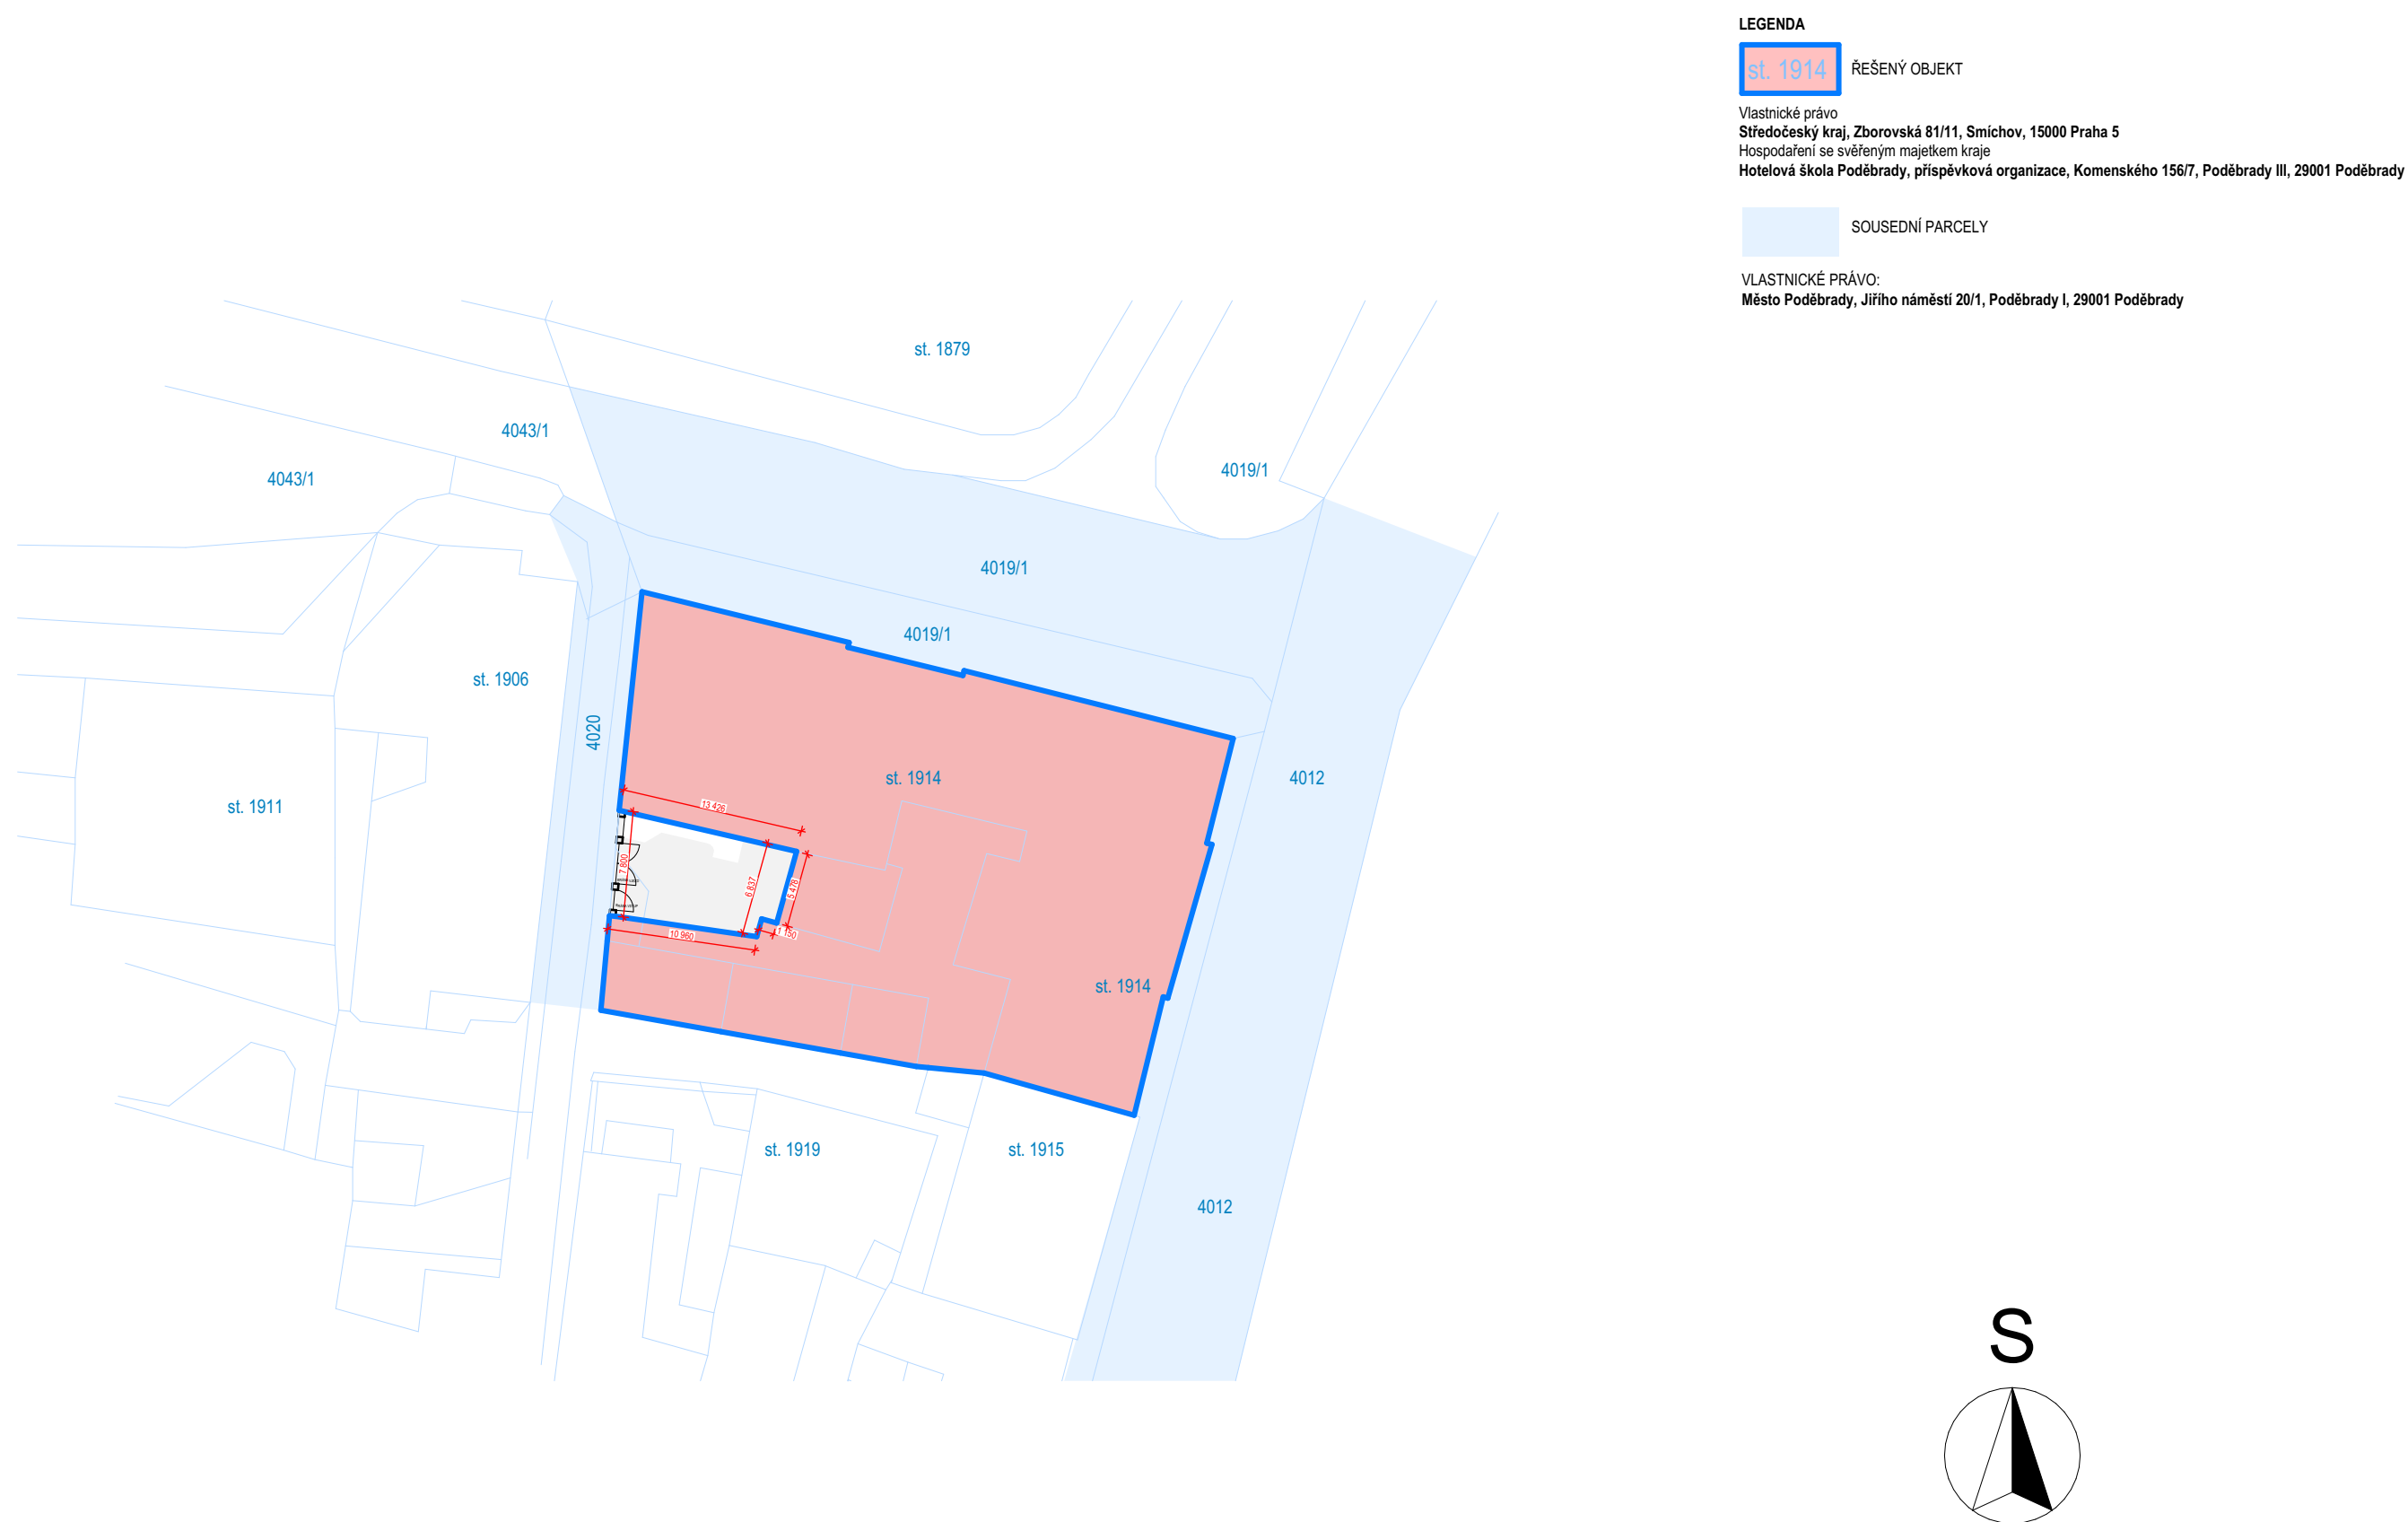 LEGENDA
st. 1914
ŘEŠENÝ OBJEKT
Vlastnické právo
Středočeský kraj, Zborovská 81/11, Smíchov, 15000 Praha 5
Hospodaření se svěřeným majetkem kraje
Hotelová škola Poděbrady, příspěvková organizace, Komenského 156/7, Poděbrady III, 29001 Poděbrady
SOUSEDNÍ PARCELY
VLASTNICKÉ PRÁVO:
Město Poděbrady, Jiřího náměstí 20/1, Poděbrady I, 29001 Poděbrady
st. 1879
4043/1
4019/1
4043/1
4019/1
4019/1
st. 1906
4020
st. 1914
4012
st. 1911
13 426
7 800
6 837
5 478
1 150
10 960
st. 1914
st. 1919
st. 1915
4012
S